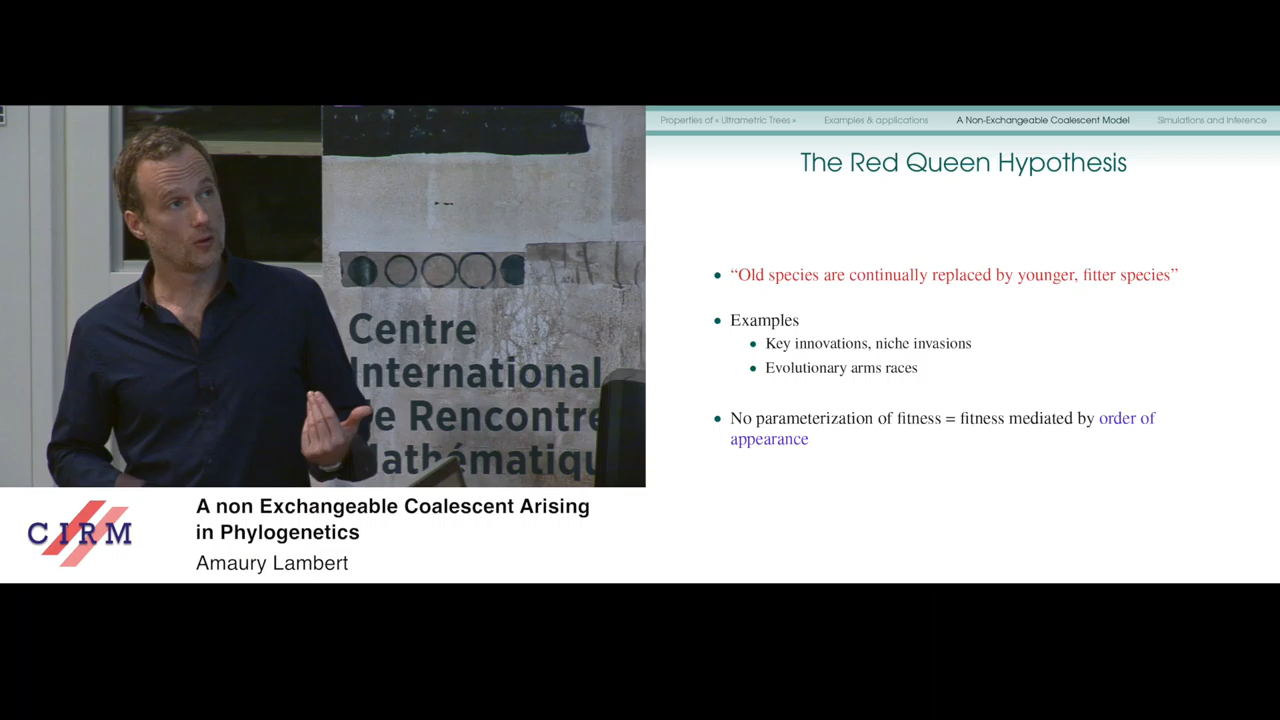 Centre
International
de Rencontre
Mathématiqu
CIRM
A non Exchangeable Coalescent Arising
in Phylogenetics
Amaury Lambert
Properties of « Ultrametric Trees » Examples & applications A Non-Exchangeable Coalescent Model Simulations and Inference
The Red Queen Hypothesis
• “Old species are continually replaced by younger, fitter species”
• Examples
• Key innovations, niche invasions
• Evolutionary arms races
• No parameterization of fitness = fitness mediated by order of
appearance